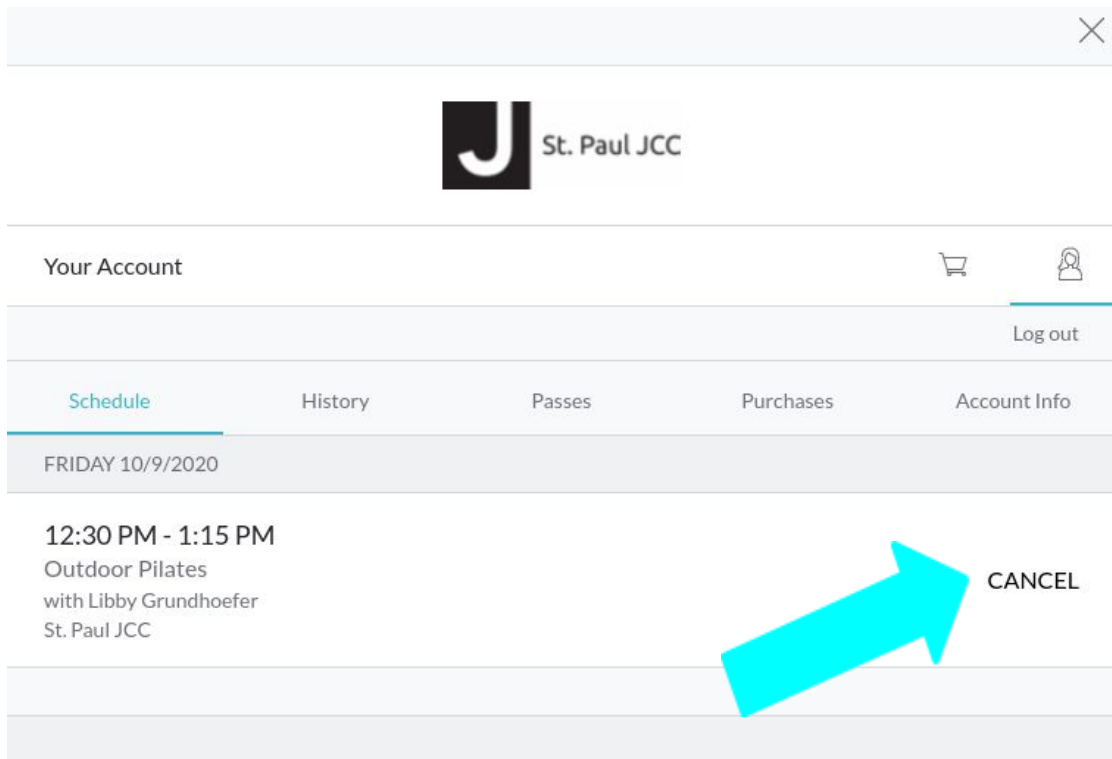 J St. Paul JCC
Your Account
Log out
Schedule History Passes Purchases Account Info
FRIDAY 10/9/2020
12:30 PM - 1:15 PM
Outdoor Pilates
with Libby Grundhoefer
St. Paul JCC
CANCEL